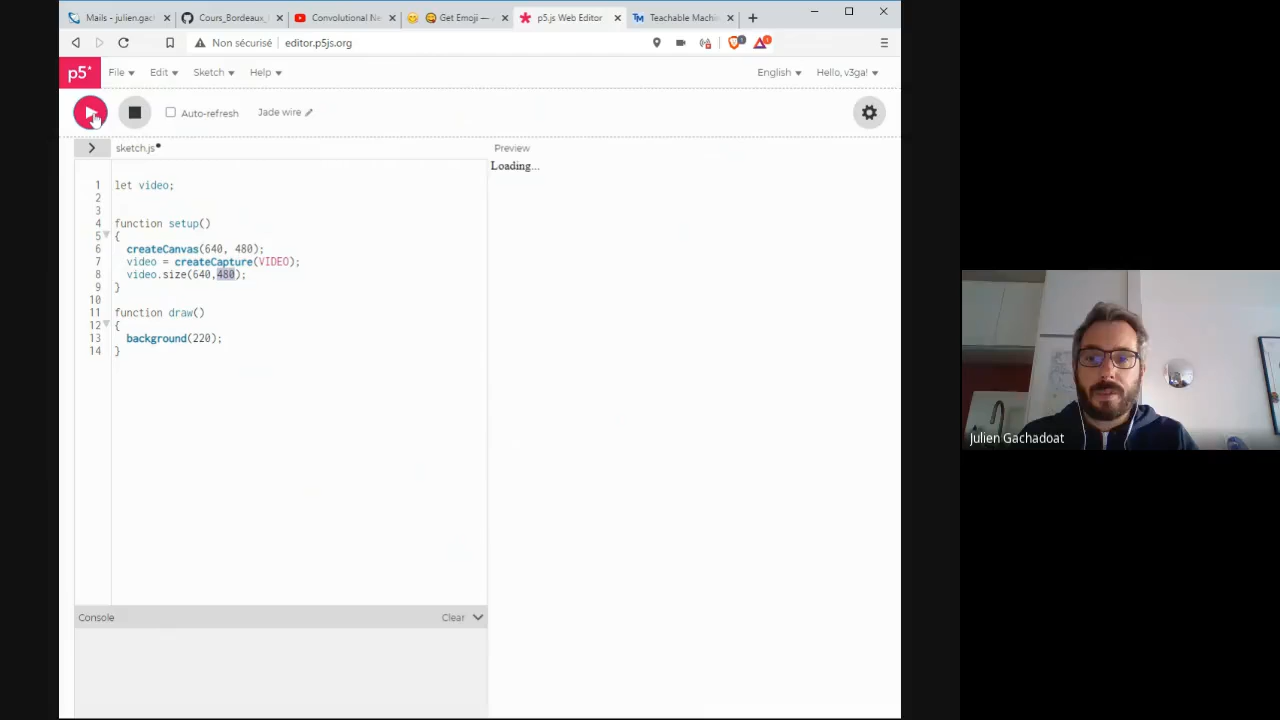 Mails - julien.gac
Cours_Bordeaux_
Convolutional Ne
Get Emoji —
p5.js Web Editor
Teachable Machin
Non sécurisé
editor.p5js.org
p5*
File
Edit
Sketch
Help
English
Hello, v3ga!
Auto-refresh
Jade wire
sketch.js
Preview
Loading...
1 let video;
2
3
4 function setup()
5 {
6 createCanvas(640, 480);
7 video = createCapture(VIDEO);
8 video.size(640,480);
9 }
10
11 function draw()
12 {
13 background(220);
14 }
Julien Gachadoat
Console
Clear